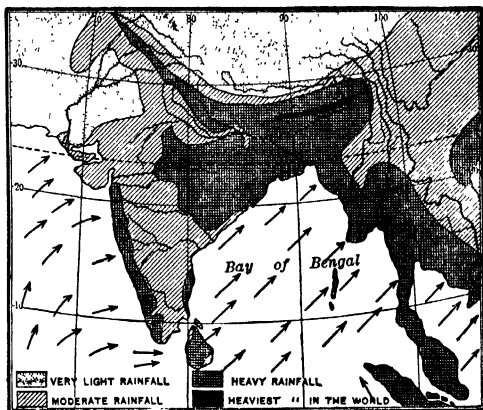 80 90 100
30
20
10
Bay of Bengal
VERY LIGHT RAINFALL
HEAVY RAINFALL
MODERATE RAINFALL
HEAVIEST " IN THE WORLD